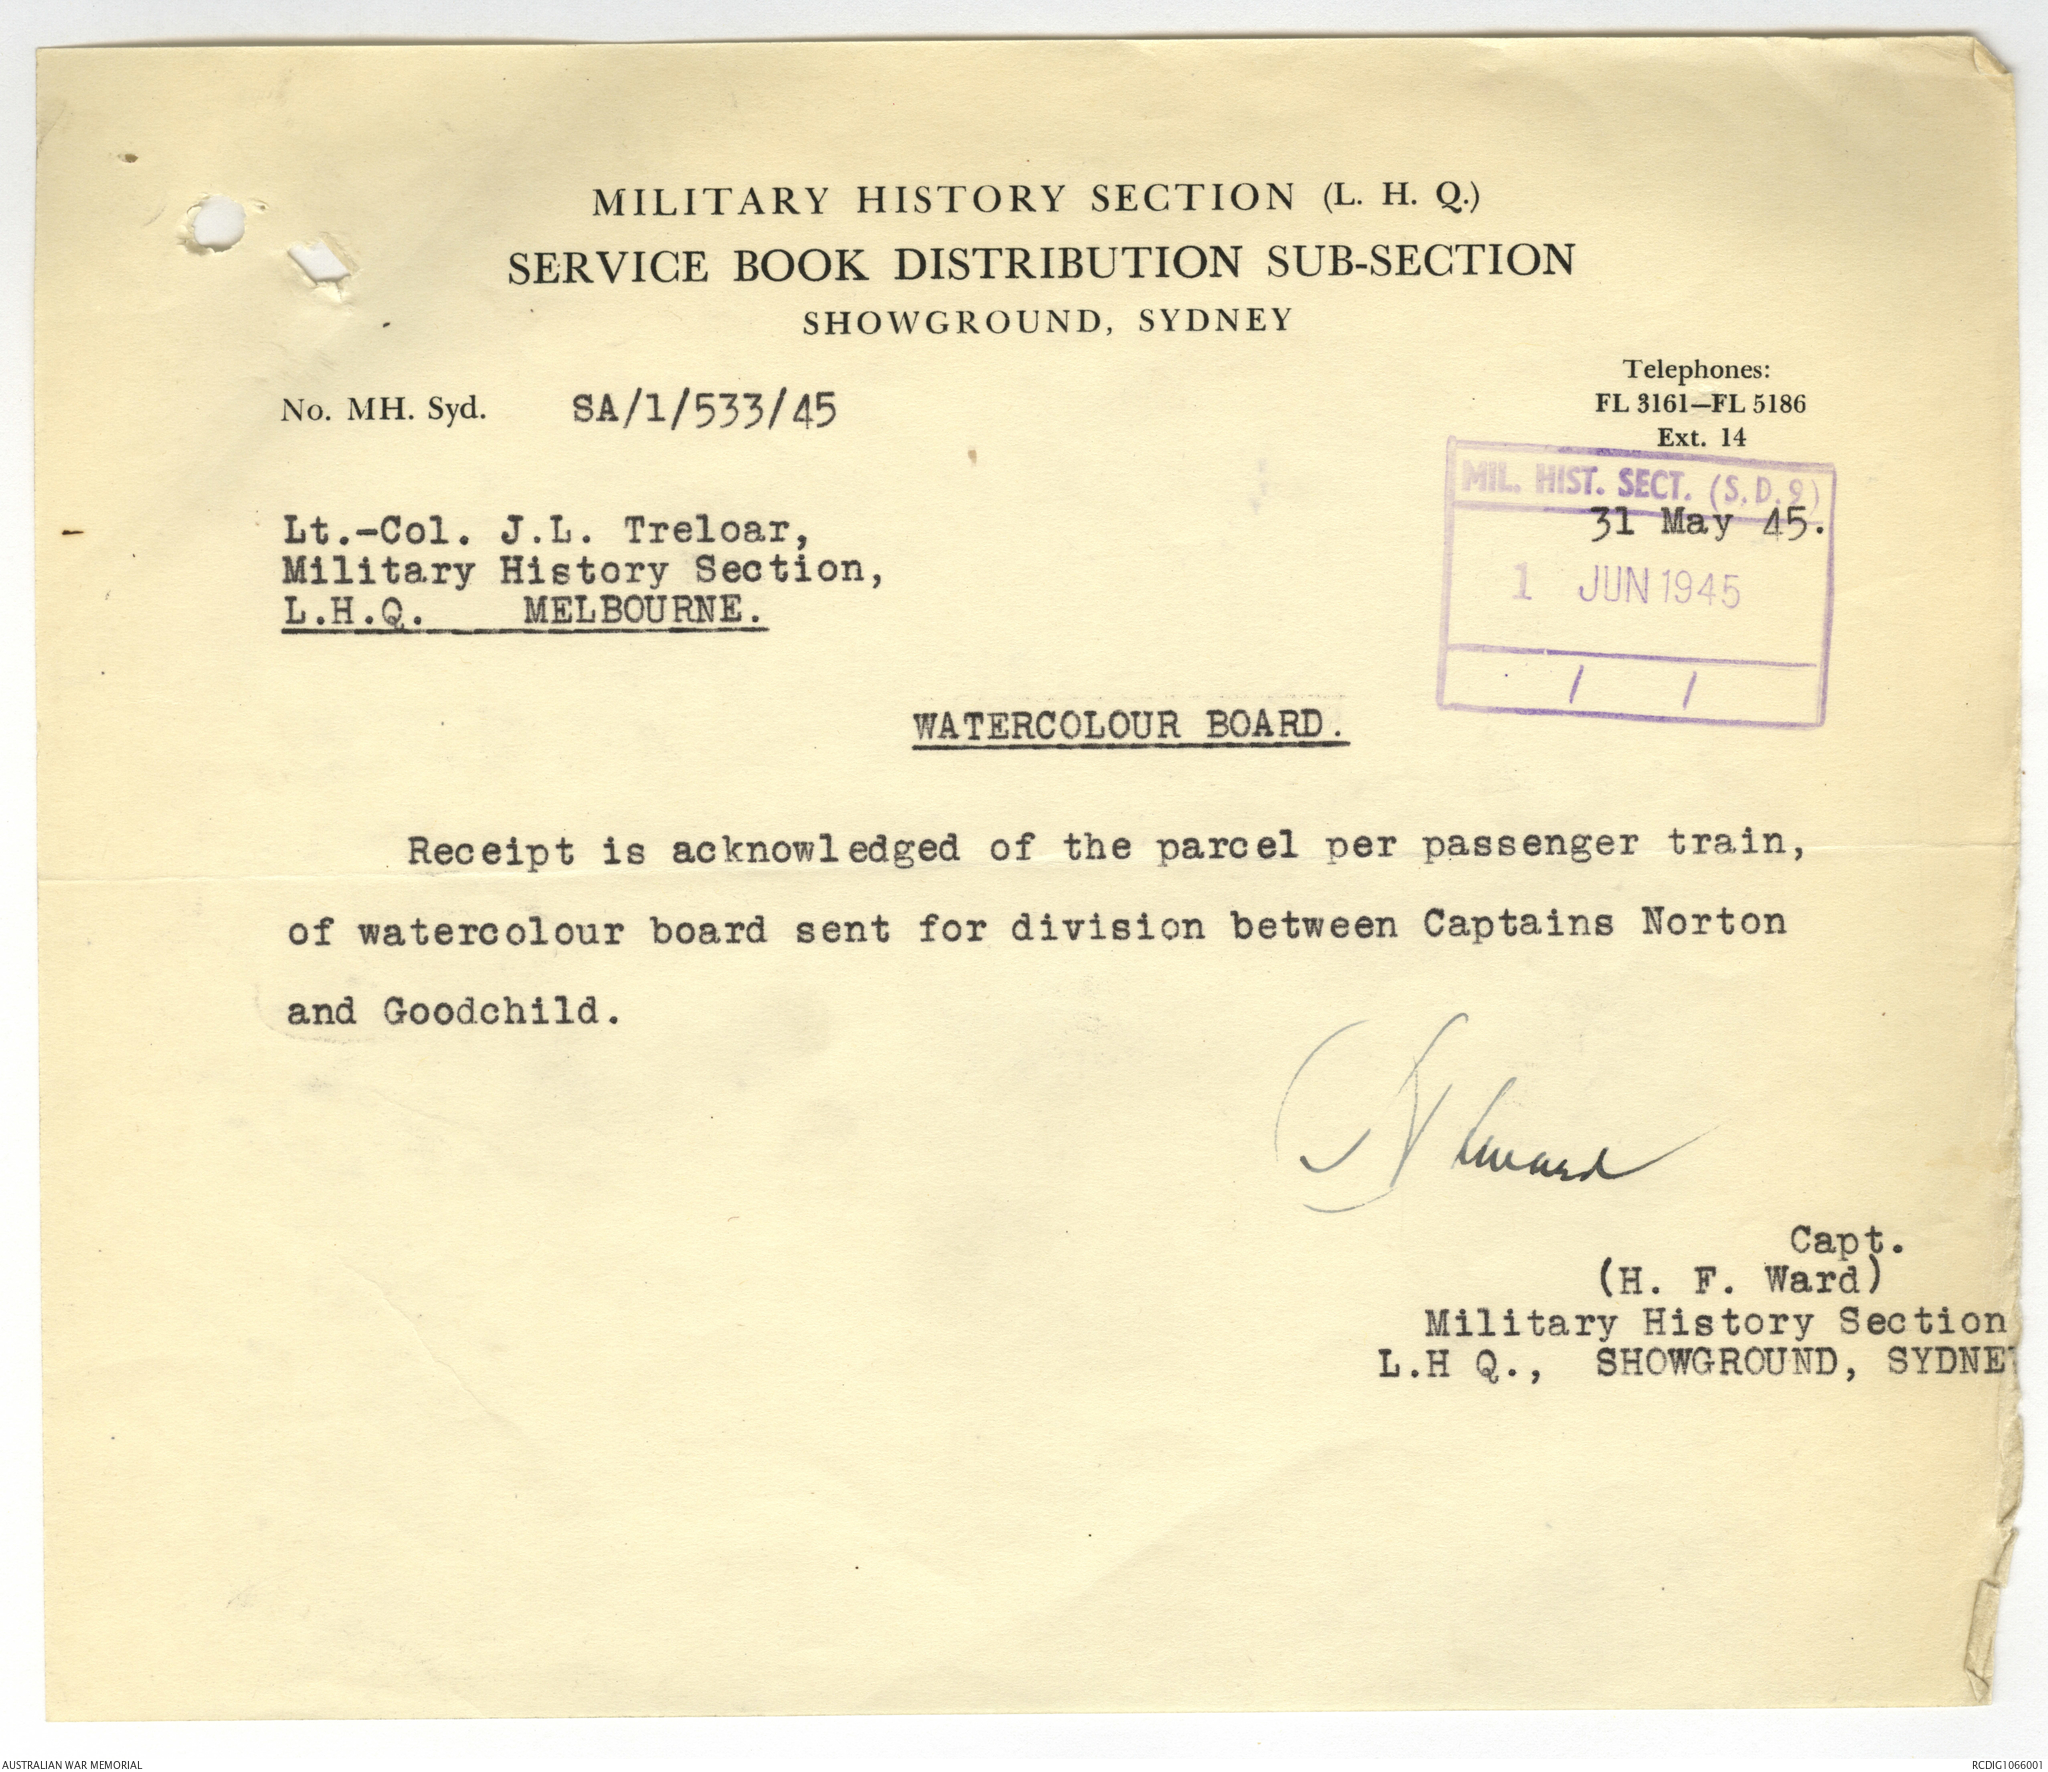 MILITARY HISTORY SECTION (L. H. Q.)
SERVICE BOOK DISTRIBUTION SUB-SECTION
SHOWGROUND, SYDNEY
Telephones:
FL 3161—FL 5186
Ext. 14
No. MH. Syd. SA/1/533/45
MIL. HIST. SECT. (S.D.9)
31 May 45.
1 JUN 1945
/ /
Lt.-Col. J.L. Treloar,
Military History Section,
L.H.Q. MELBOURNE.
WATERCOLOUR BOARD.
Receipt is acknowledged of the parcel per passenger train,
of watercolour board sent for division between Captains Norton
and Goodchild.
Capt.
(H. F. Ward)
Military History Section
L.H Q., SHOWGROUND, SYDNEY
AUSTRALIAN WAR MEMORIAL
RCDIG1066001